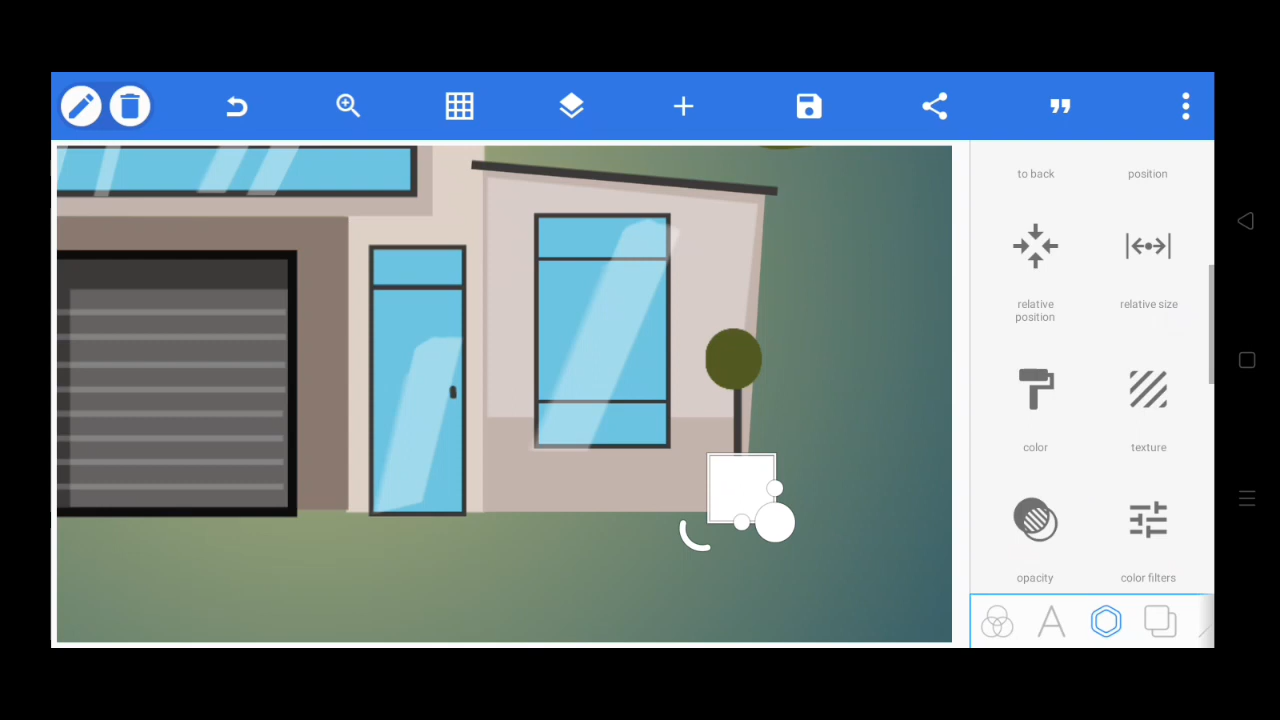 to back
position
relative
position
relative size
color
texture
opacity
color filters